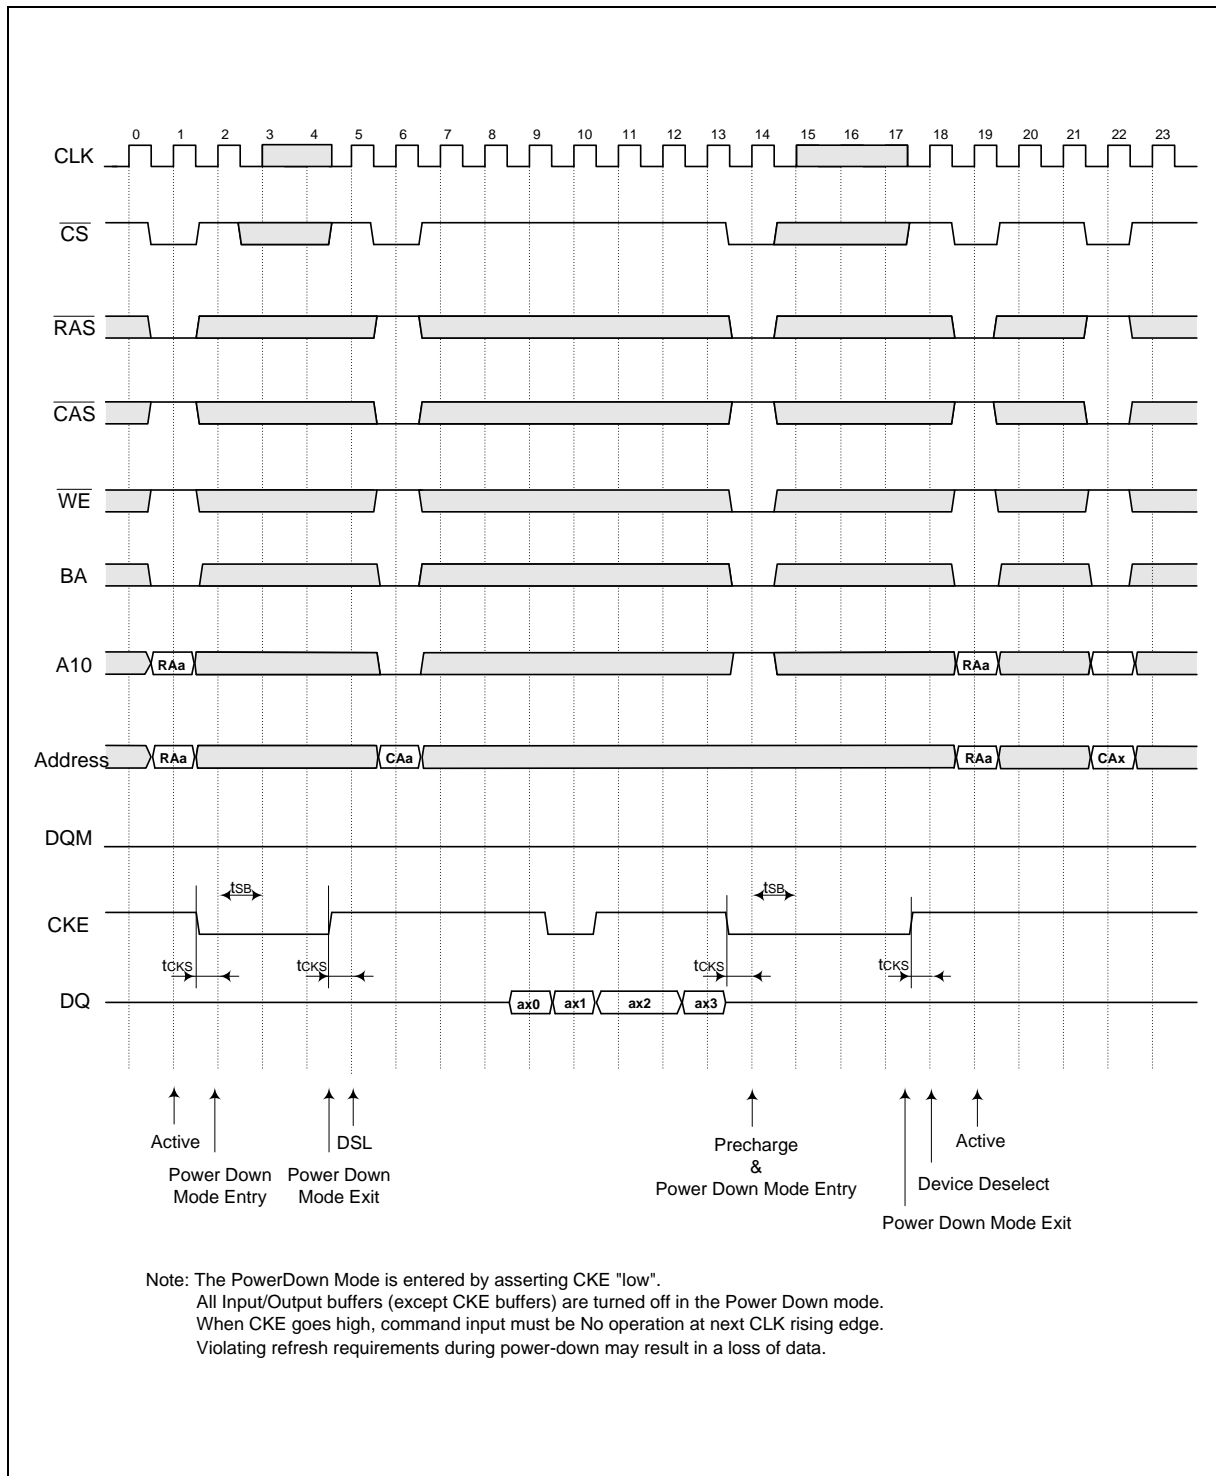 0 1 2 3 4 5 6 7 8 9 10 11 12 13 14 15 16 17 18 19 20 21 22 23
CLK
CS
RAS
CAS
WE
BA
A10 RAa RAa
Address RAa CAa RAa CAx
DQM
tSB tSB
CKE
tCKS tCKS tCKS tCKS
DQ ax0 ax1 ax2 ax3
Active DSL Precharge Active
& 
Power Down Power Down Power Down Mode Entry Device Deselect
Mode Entry Mode Exit
Power Down Mode Exit
Note: The PowerDown Mode is entered by asserting CKE "low".
All Input/Output buffers (except CKE buffers) are turned off in the Power Down mode.
When CKE goes high, command input must be No operation at next CLK rising edge.
Violating refresh requirements during power-down may result in a loss of data.